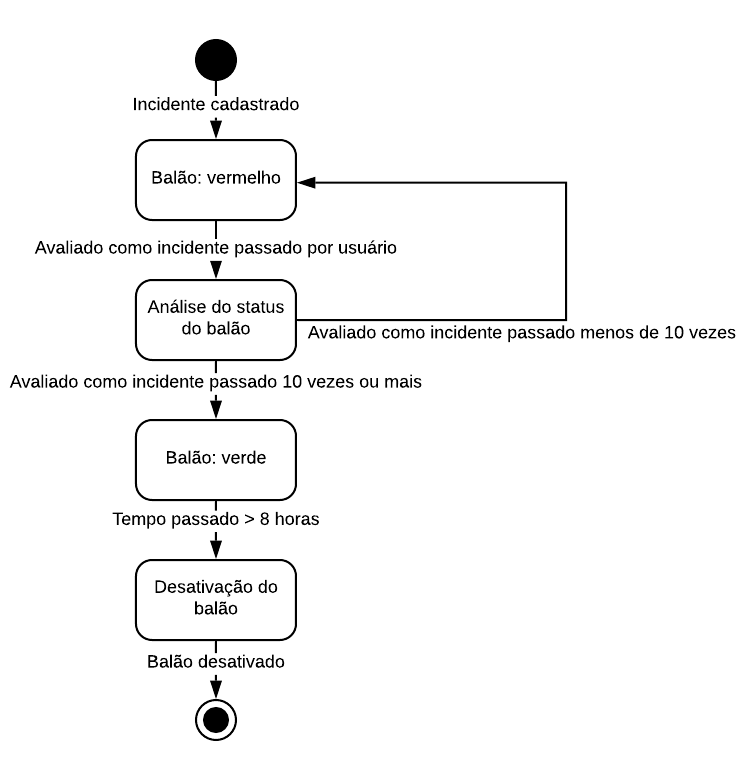 Incidente cadastrado
Balão: vermelho
Avaliado como incidente passado por usuário
Análise do status
do balão
Avaliado como incidente passado menos de 10 vezes
Avaliado como incidente passado 10 vezes ou mais
Balão: verde
Tempo passado > 8 horas
Desativação do
balão
Balão desativado